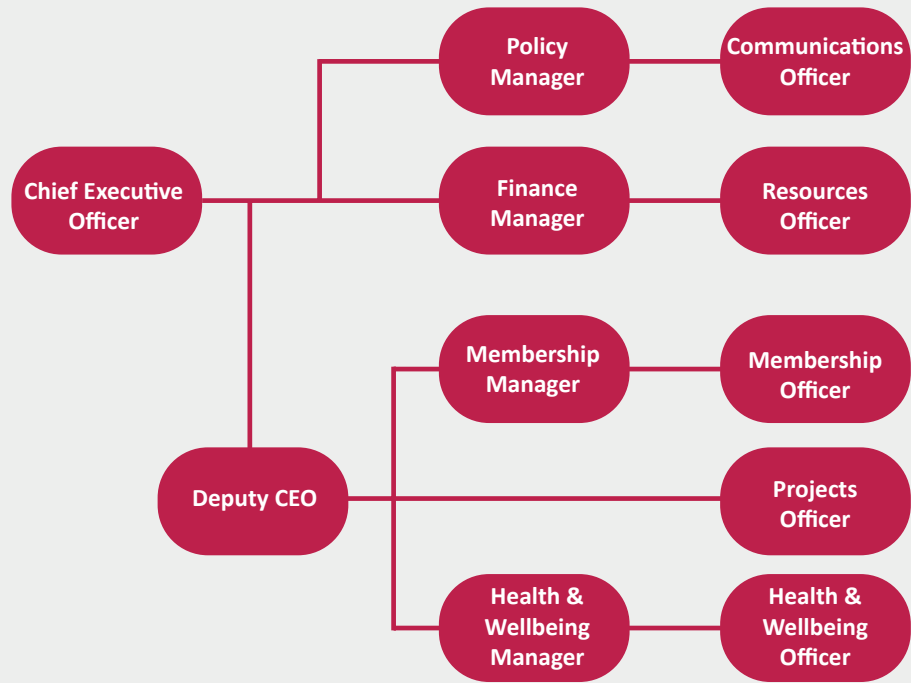 Policy
Manager
Communications
Officer
Chief Executive
Officer
Finance
Manager
Resources
Officer
Membership
Manager
Membership
Officer
Deputy CEO
Projects
Officer
Health &
Wellbeing
Manager
Health &
Wellbeing
Officer